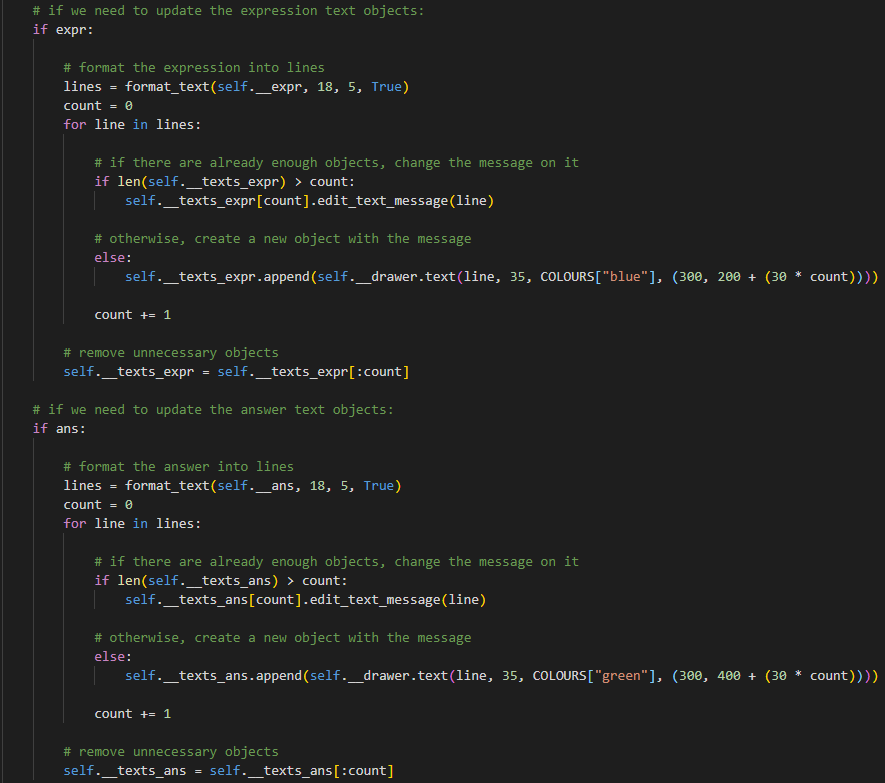 # if we need to update the expression text objects:
if expr:
# format the expression into lines
lines = format_text(self.__expr, 18, 5, True)
count = 0
for line in lines:
# if there are already enough objects, change the message on it
if len(self.__texts_expr) > count:
self.__texts_expr[count].edit_text_message(line)
# otherwise, create a new object with the message
else:
self.__texts_expr.append(self.__drawer.text(line, 35, COLOURS["blue"], (300, 200 + (30 * count))))
count += 1
# remove unnecessary objects
self.__texts_expr = self.__texts_expr[:count]
# if we need to update the answer text objects:
if ans:
# format the answer into lines
lines = format_text(self.__ans, 18, 5, True)
count = 0
for line in lines:
# if there are already enough objects, change the message on it
if len(self.__texts_ans) > count:
self.__texts_ans[count].edit_text_message(line)
# otherwise, create a new object with the message
else:
self.__texts_ans.append(self.__drawer.text(line, 35, COLOURS["green"], (300, 400 + (30 * count))))
count += 1
# remove unnecessary objects
self.__texts_ans = self.__texts_ans[:count]